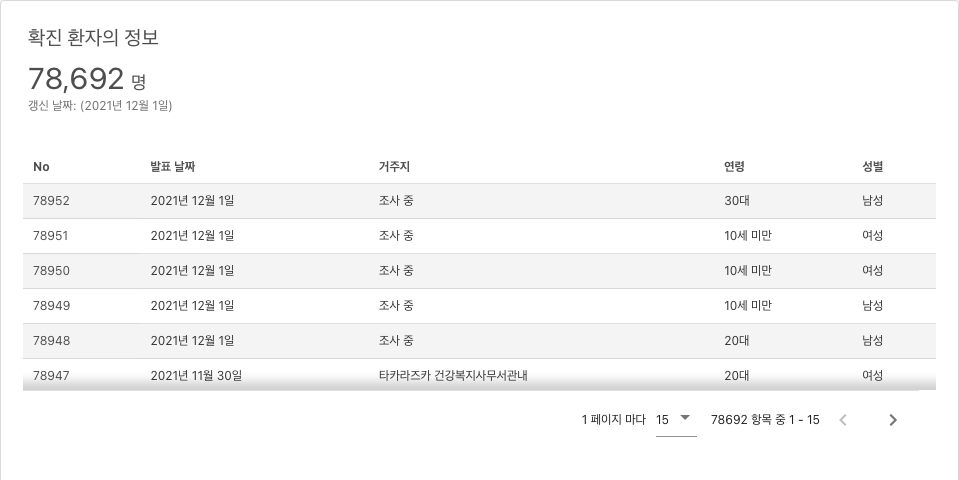 확진 환자의 정보
78,692 명
갱신 날짜: (2021년 12월 1일)
No 발표 날짜 거주지 연령 성별
78952 2021년 12월 1일 조사 중 30대 남성
78951 2021년 12월 1일 조사 중 10세 미만 여성
78950 2021년 12월 1일 조사 중 10세 미만 여성
78949 2021년 12월 1일 조사 중 10세 미만 남성
78948 2021년 12월 1일 조사 중 20대 남성
78947 2021년 11월 30일 타카라즈카 건강복지사무서관내 20대 여성
1 페이지 마다 15 78692 항목 중 1 - 15